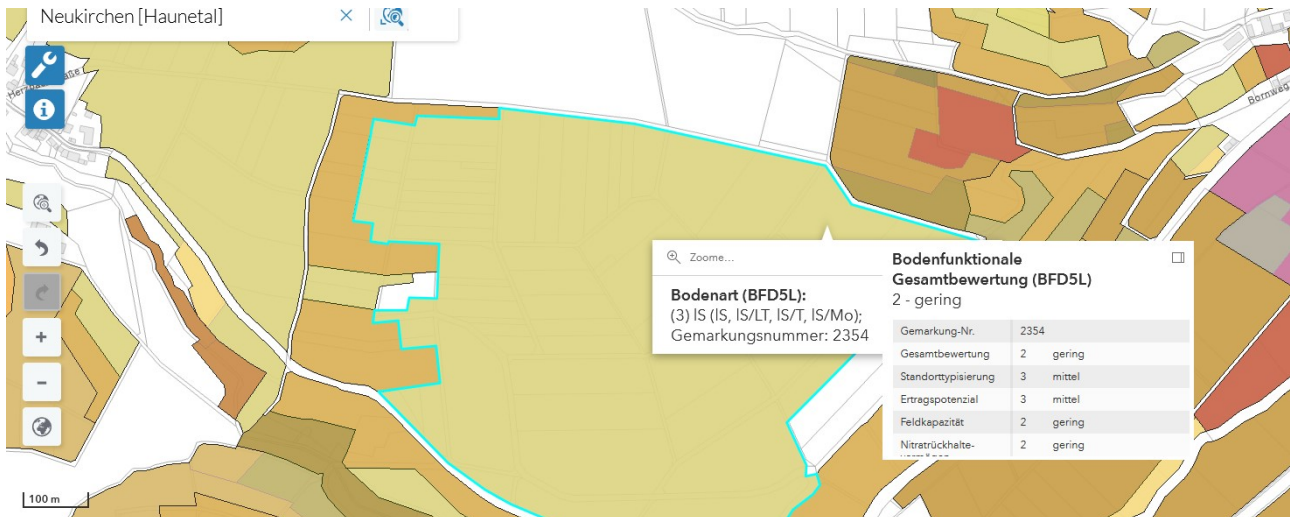 Neukirchen [Haunetal]
Bornweg
Zoome...
Bodenart (BFD5L):
(3) lS (lS, lS/LT, lS/T, lS/Mo);
Gemarkungsnummer: 2354
Bodenfunktionale
Gesamtbewertung (BFD5L)
2 - gering
Gemarkung-Nr. 2354
Gesamtbewertung 2 gering
Standorttypisierung 3 mittel
Ertragspotenzial 3 mittel
Feldkapazität 2 gering
Nitratrückhalte- 2 gering
100 m